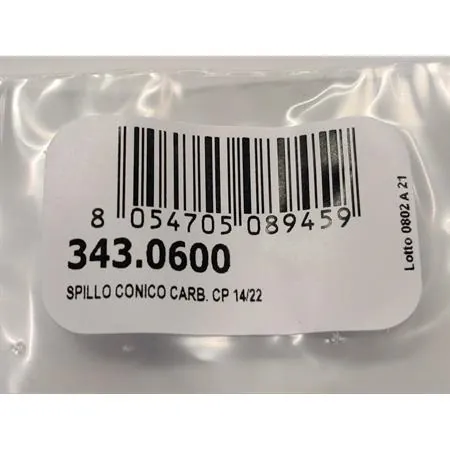 8 054705 089459
343.0600
SPILLO CONICO CARB. CP 14/22
Lotto 0802 A 21